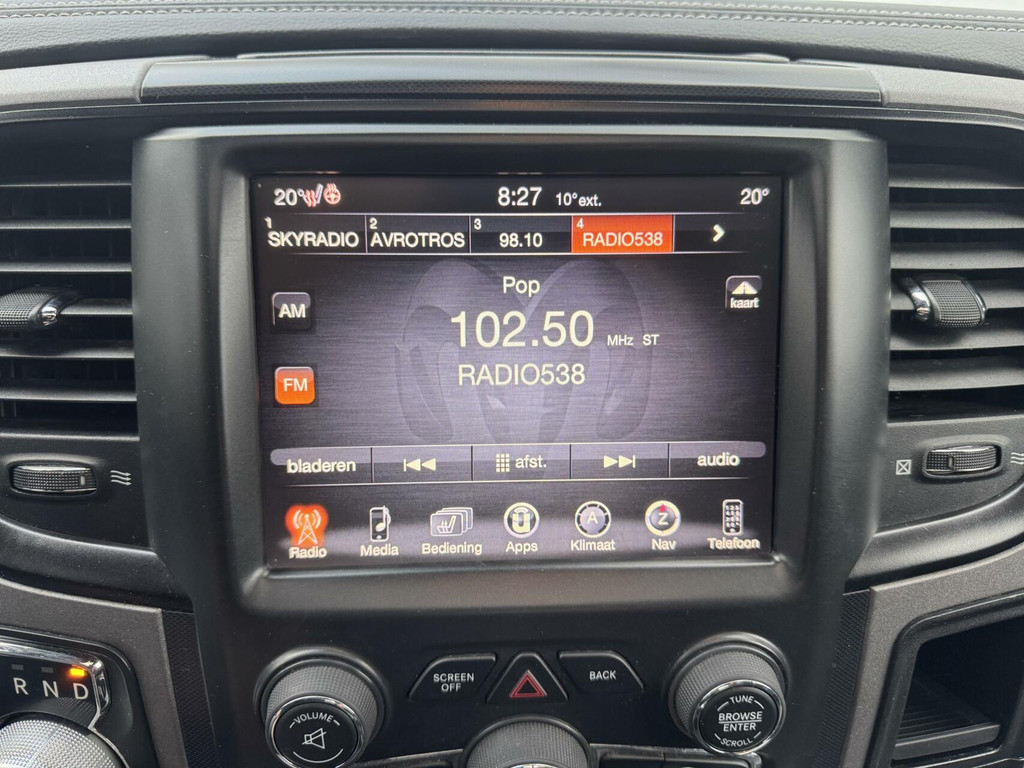 20° 8:27 10°ext. 20°
1 2 3 4
SKYRADIO AVROTROS 98.10 RADIO538
Pop
kaart
AM
102.50 MHz ST
RADIO538
FM
bladeren afst. audio
Radio Media Bediening Apps Klimaat Nav Telefoon
A Z
SCREEN OFF
BACK
R N D
VOLUME
TUNE
BROWSE
ENTER
SCROLL